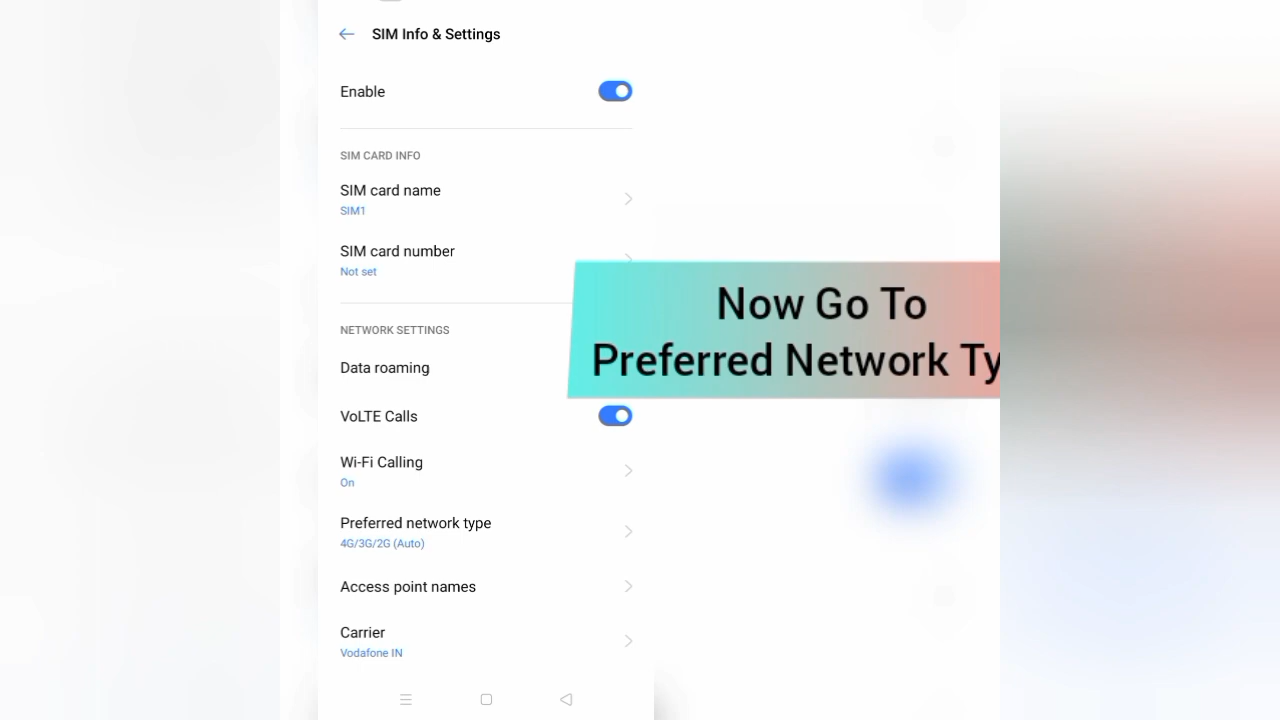 SIM Info & Settings
Enable
SIM CARD INFO
SIM card name
SIM1
SIM card number
Not set
Now Go To
Preferred Network Ty
NETWORK SETTINGS
Data roaming
VoLTE Calls
Wi-Fi Calling
On
Preferred network type
4G/3G/2G (Auto)
Access point names
Carrier
Vodafone IN